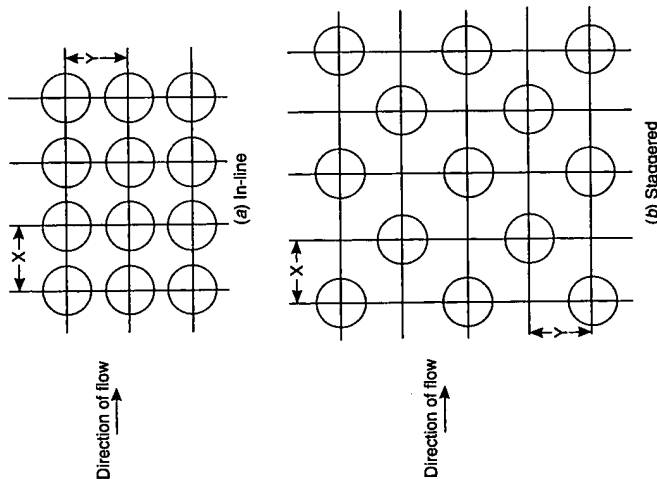 Direction of flow
X
Y
(a) In-line
Direction of flow
X
Y
(b) Staggered